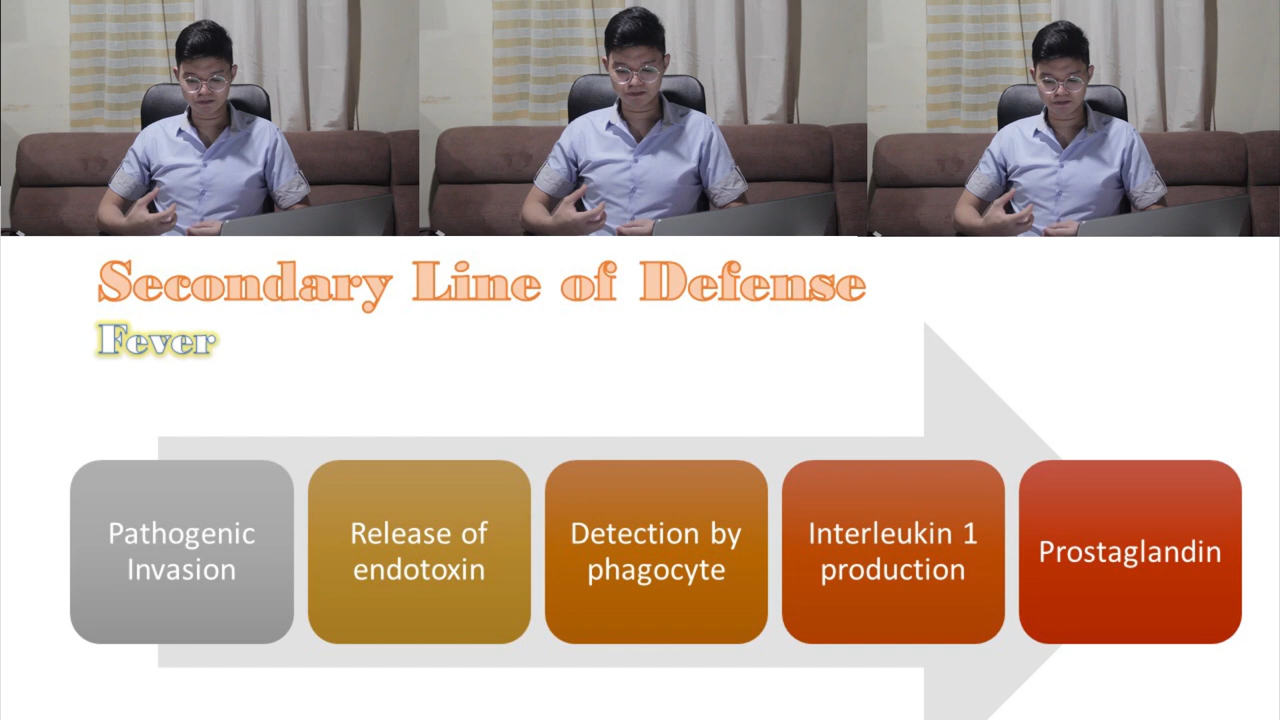 Secondary Line of Defense
Fever
Pathogenic
Invasion
Release of
endotoxin
Detection by
phagocyte
Interleukin 1
production
Prostaglandin